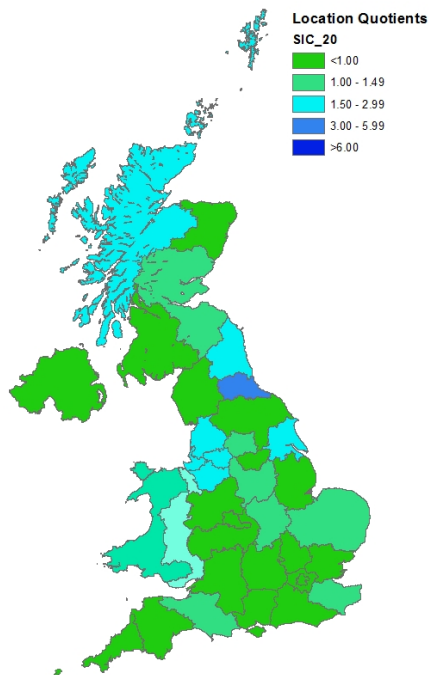 Location Quotients
SIC_20
<1.00
1.00 - 1.49
1.50 - 2.99
3.00 - 5.99
>6.00